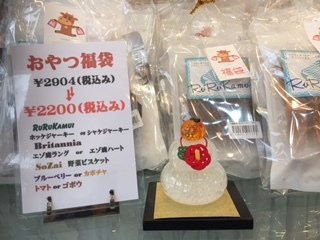 おやつ福袋
¥2904(税込み)
↓
¥2200(税込み)
RURUKAMUI
ホッケジャーキー or シャケジャーキー
Britannia
エゾ鹿ラング or エゾ鹿ハート
SoZai 野菜ビスケット
ブルーベリー or カボチャ
トマト or ゴボウ
福袋
RuRuKamui